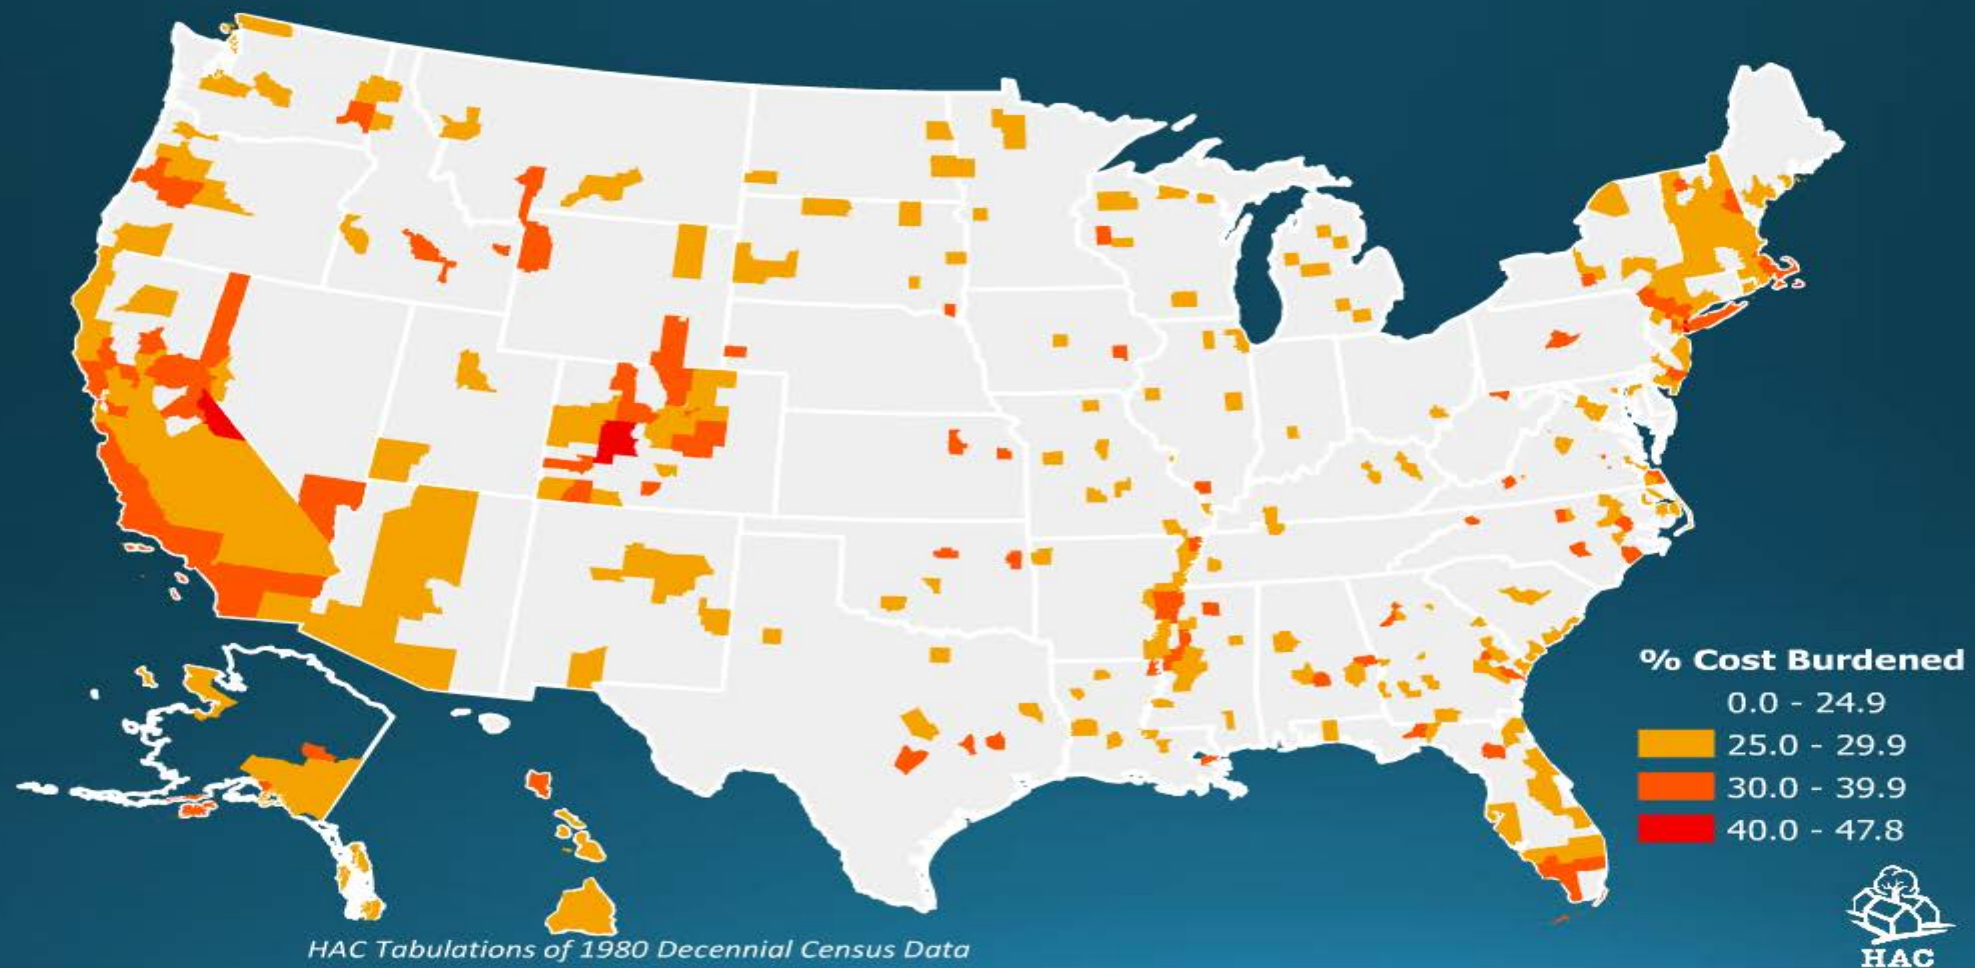 % Cost Burdened
0.0 - 24.9
25.0 - 29.9
30.0 - 39.9
40.0 - 47.8
HAC Tabulations of 1980 Decennial Census Data
HAC